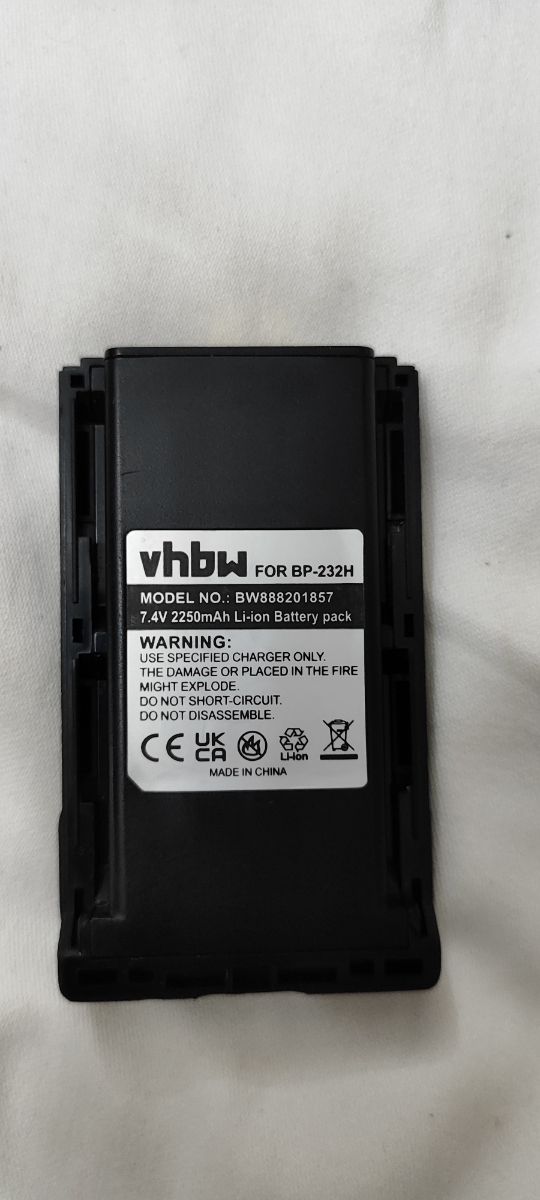 vhbw FOR BP-232H
MODEL NO.: BW888201857
7.4V 2250mAh Li-ion Battery pack
WARNING:
USE SPECIFIED CHARGER ONLY.
THE DAMAGE OR PLACED IN THE FIRE
MIGHT EXPLODE.
DO NOT SHORT-CIRCUIT.
DO NOT DISASSEMBLE.
CE UK
CA
Li-ion
MADE IN CHINA